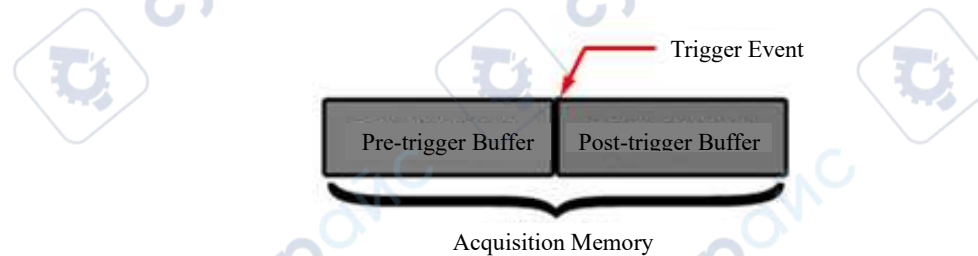 Trigger Event
Pre-trigger Buffer
Post-trigger Buffer
Acquisition Memory